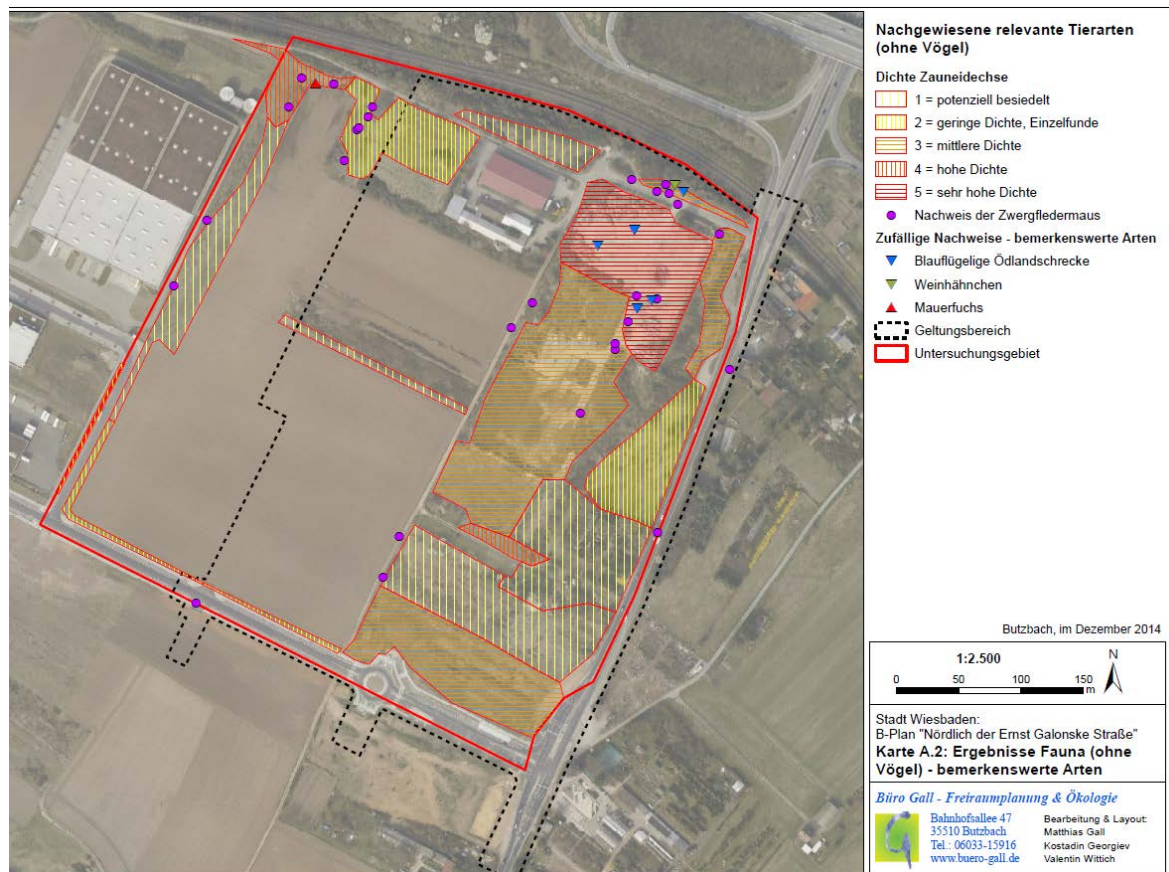 Nachgewiesene relevante Tierarten
(ohne Vögel)
Dichte Zauneidechse
1 = potenziell besiedelt
2 = geringe Dichte, Einzelfunde
3 = mittlere Dichte
4 = hohe Dichte
5 = sehr hohe Dichte
Nachweis der Zwergfledermaus
Zufällige Nachweise - bemerkenswerte Arten
Blauflügelige Ödlandschrecke
Weinhähnchen
Mauerfuchs
Geltungsbereich
Untersuchungsgebiet
Butzbach, im Dezember 2014
1:2.500
N
0 50 100 150
m
Stadt Wiesbaden:
B-Plan "Nördlich der Ernst Galonske Straße"
Karte A.2: Ergebnisse Fauna (ohne
Vögel) - bemerkenswerte Arten
Büro Gall - Freiraumplanung & Ökologie
Bahnhofsallee 47
35510 Butzbach
Tel.: 06033-15916
www.buero-gall.de
Bearbeitung & Layout:
Matthias Gall
Kostadin Georgiev
Valentin Wittich